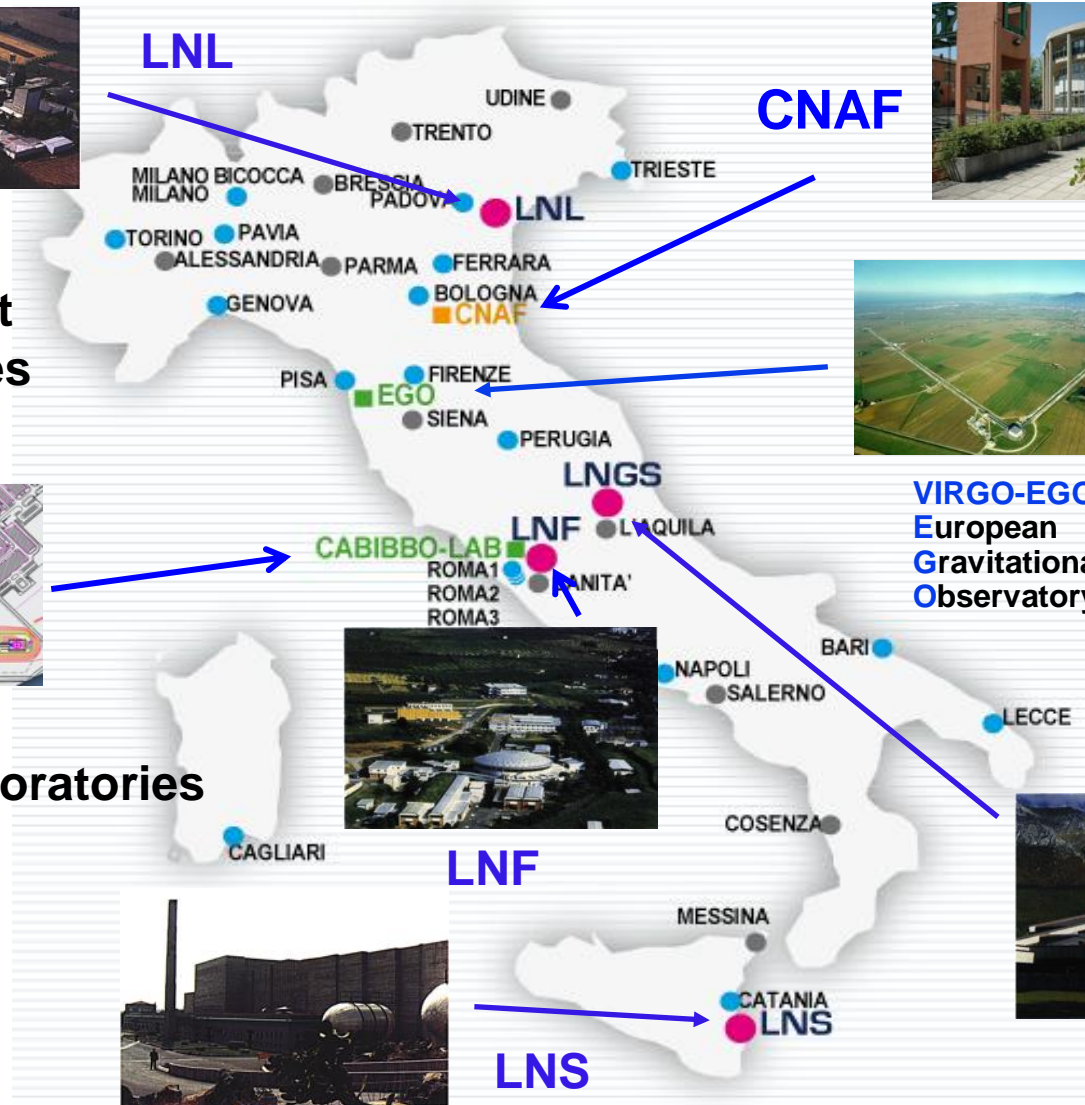 LNL
CNAF
UDINE
TRENTO
TRIESTE
MILANO BICOCCA
MILANO
BRESCIA
PADOVA
LNL
TORINO
PAVIA
ALESSANDRIA
PARMA
FERRARA
BOLOGNA
CNAF
GENOVA
t
es
PISA
FIRENZE
EGO
SIENA
PERUGIA
LNGS
L'AQUILA
LNF
CABIBBO-LAB
ROMA1
ROMA2
ROMA3
ANITA'
VIRGO-EGO
European
Gravitationa
Observatory
BARI
NAPOLI
SALERNO
LECCE
oratories
COSENZA
CAGLIARI
LNF
MESSINA
CATANIA
LNS
LNS